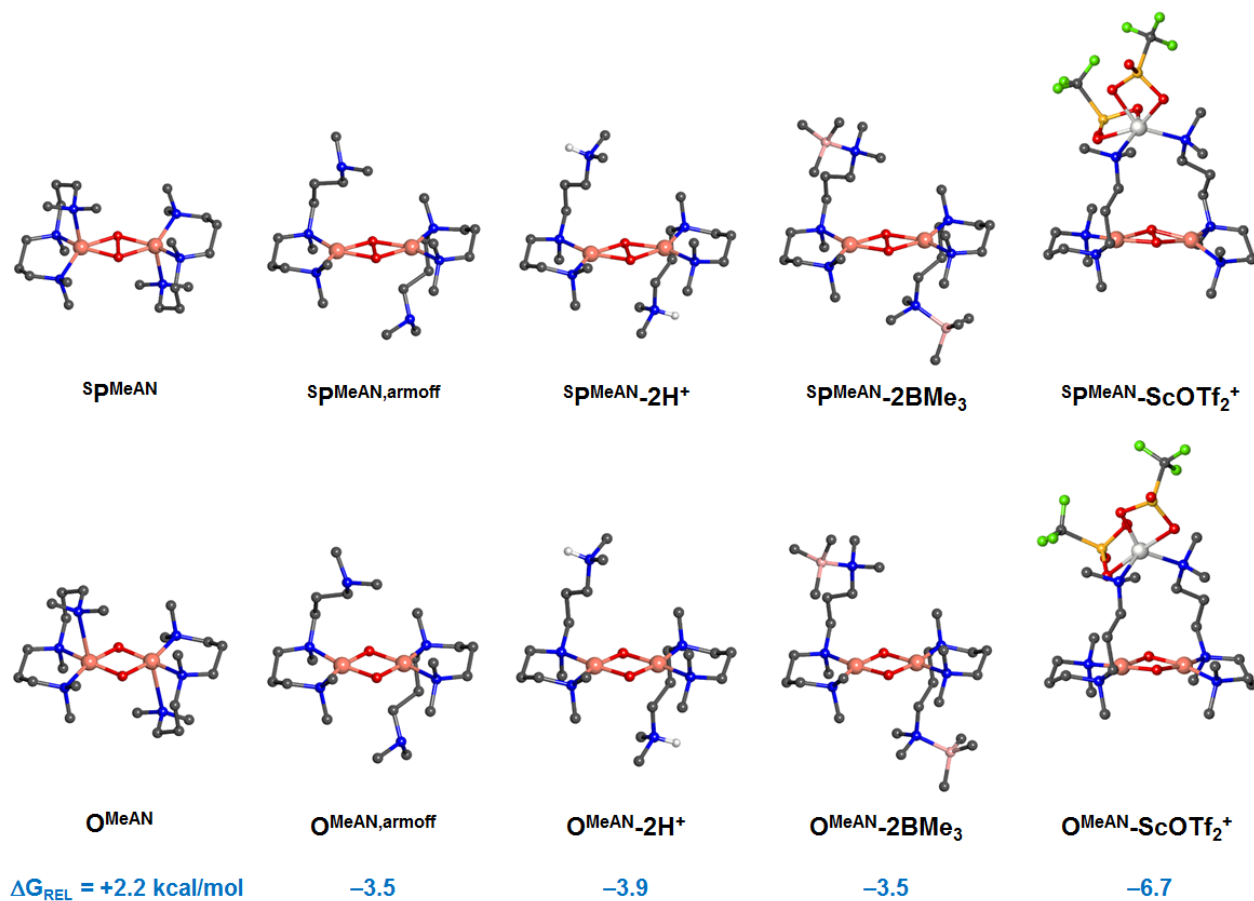 ˢPᴹᵉᴬᴺ ˢPᴹᵉᴬᴺ,ᵃʳᵐᵒᶠᶠ ˢPᴹᵉᴬᴺ-2H⁺ ˢPᴹᵉᴬᴺ-2BMe₃ ˢPᴹᵉᴬᴺ-ScOTf₂⁺
Oᴹᵉᴬᴺ Oᴹᵉᴬᴺ,ᵃʳᵐᵒᶠᶠ Oᴹᵉᴬᴺ-2H⁺ Oᴹᵉᴬᴺ-2BMe₃ Oᴹᵉᴬᴺ-ScOTf₂⁺
ΔG_REL = +2.2 kcal/mol –3.5 –3.9 –3.5 –6.7